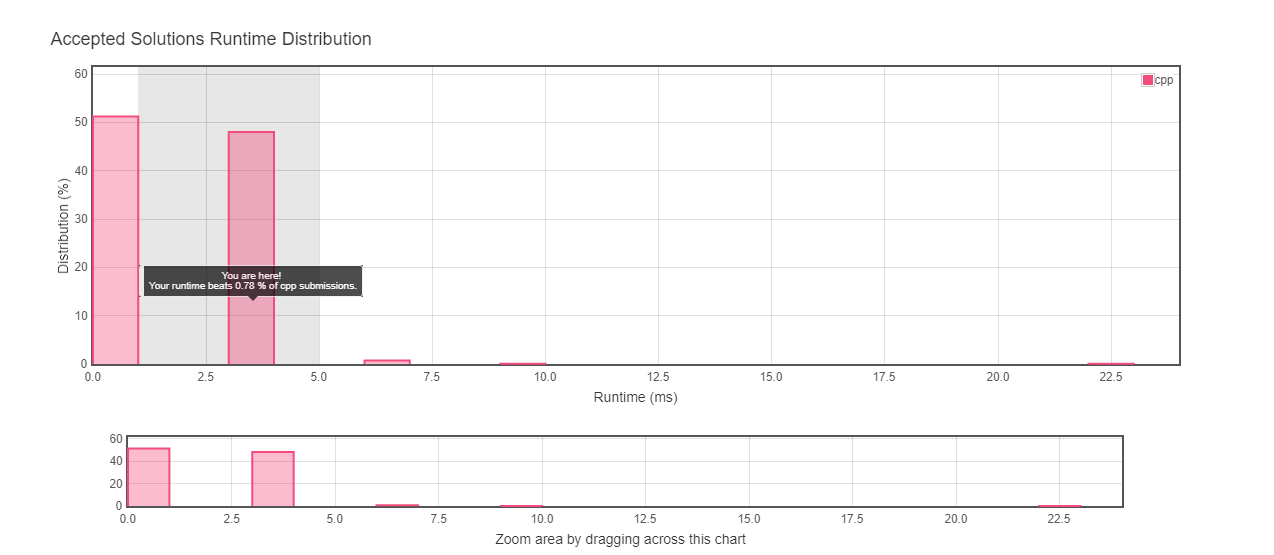 Accepted Solutions Runtime Distribution
cpp
60
50
40
30
20
10
0
Distribution (%)
You are here!
Your runtime beats 0.78 % of cpp submissions.
0.0 2.5 5.0 7.5 10.0 12.5 15.0 17.5 20.0 22.5
Runtime (ms)
60
40
20
0
0.0 2.5 5.0 7.5 10.0 12.5 15.0 17.5 20.0 22.5
Zoom area by dragging across this chart